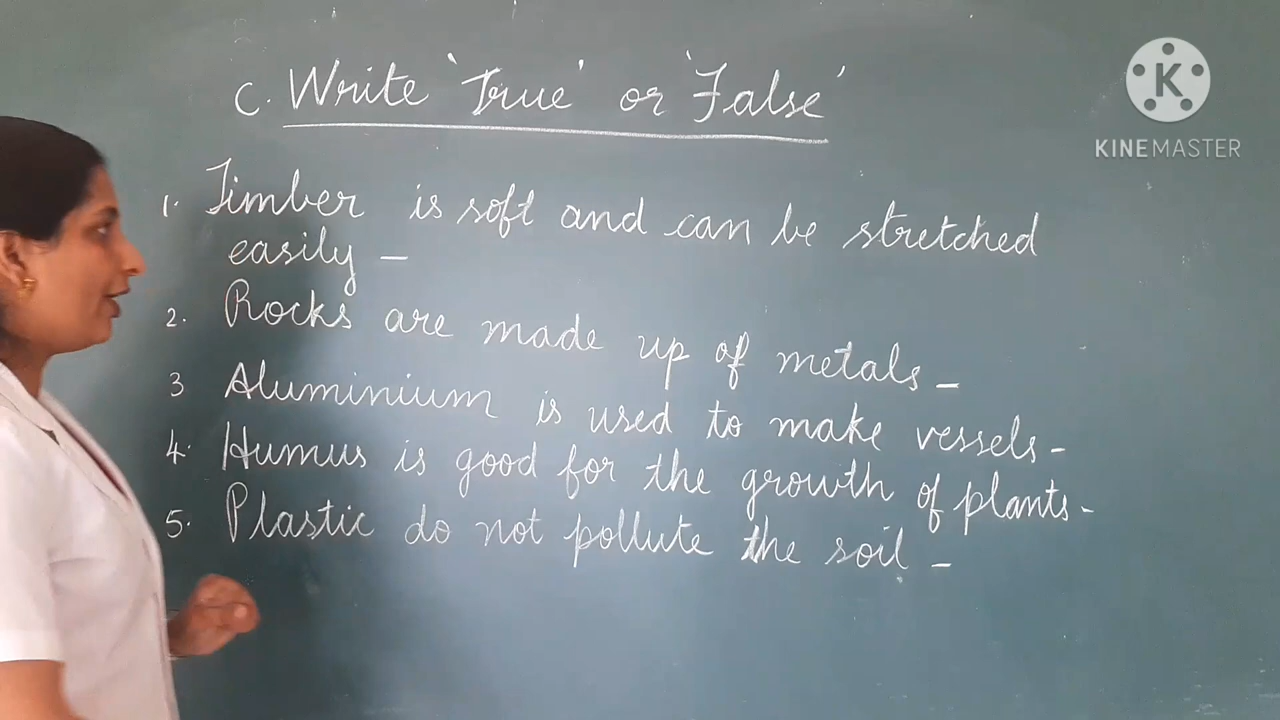 C. Write 'True' or 'False'
1. Timber is soft and can be stretched
easily –
2. Rocks are made up of metals –
3 Aluminium is used to make vessels –
4. Humus is good for the growth of plants –
5. Plastic do not pollute the soil –
K
KINEMASTER